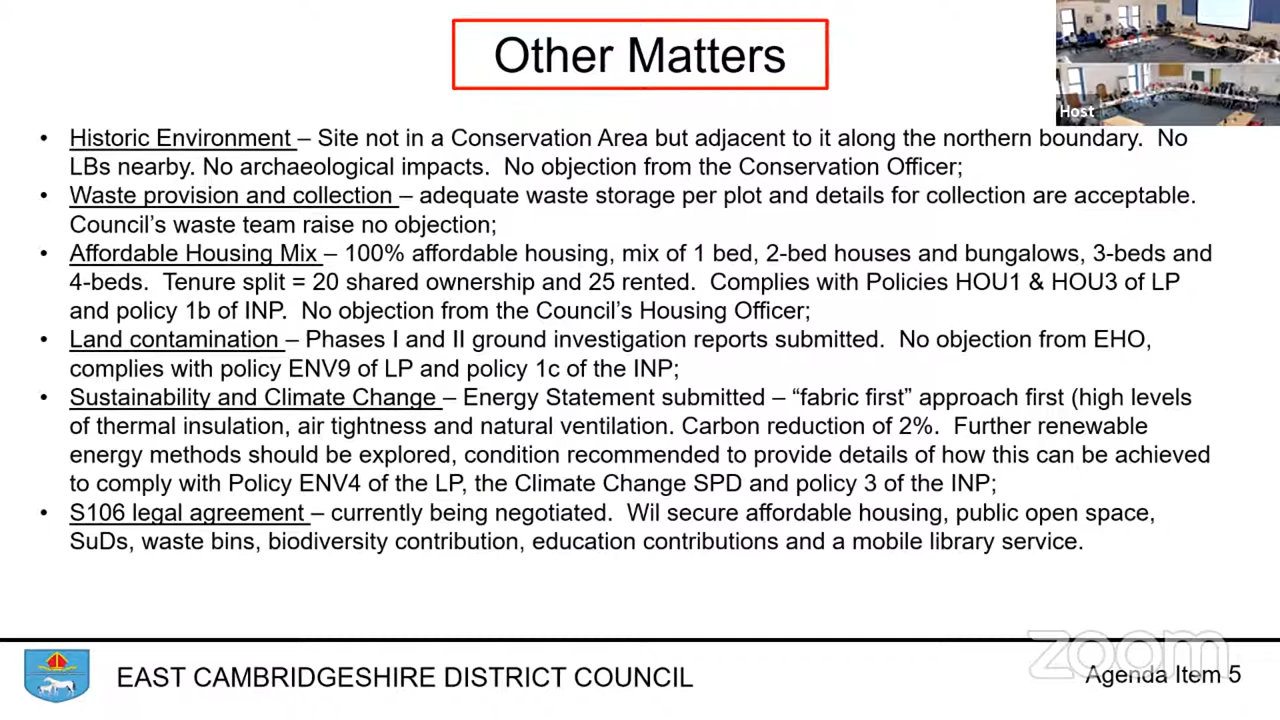 Other Matters
Host
• Historic Environment – Site not in a Conservation Area but adjacent to it along the northern boundary. No
LBs nearby. No archaeological impacts. No objection from the Conservation Officer;
• Waste provision and collection – adequate waste storage per plot and details for collection are acceptable.
Council's waste team raise no objection;
• Affordable Housing Mix – 100% affordable housing, mix of 1 bed, 2-bed houses and bungalows, 3-beds and
4-beds. Tenure split = 20 shared ownership and 25 rented. Complies with Policies HOU1 & HOU3 of LP
and policy 1b of INP. No objection from the Council's Housing Officer;
• Land contamination – Phases I and II ground investigation reports submitted. No objection from EHO,
complies with policy ENV9 of LP and policy 1c of the INP;
• Sustainability and Climate Change – Energy Statement submitted – “fabric first” approach first (high levels
of thermal insulation, air tightness and natural ventilation. Carbon reduction of 2%. Further renewable
energy methods should be explored, condition recommended to provide details of how this can be achieved
to comply with Policy ENV4 of the LP, the Climate Change SPD and policy 3 of the INP;
• S106 legal agreement – currently being negotiated. Wil secure affordable housing, public open space,
SuDs, waste bins, biodiversity contribution, education contributions and a mobile library service.
zoom
EAST CAMBRIDGESHIRE DISTRICT COUNCIL
Agenda Item 5